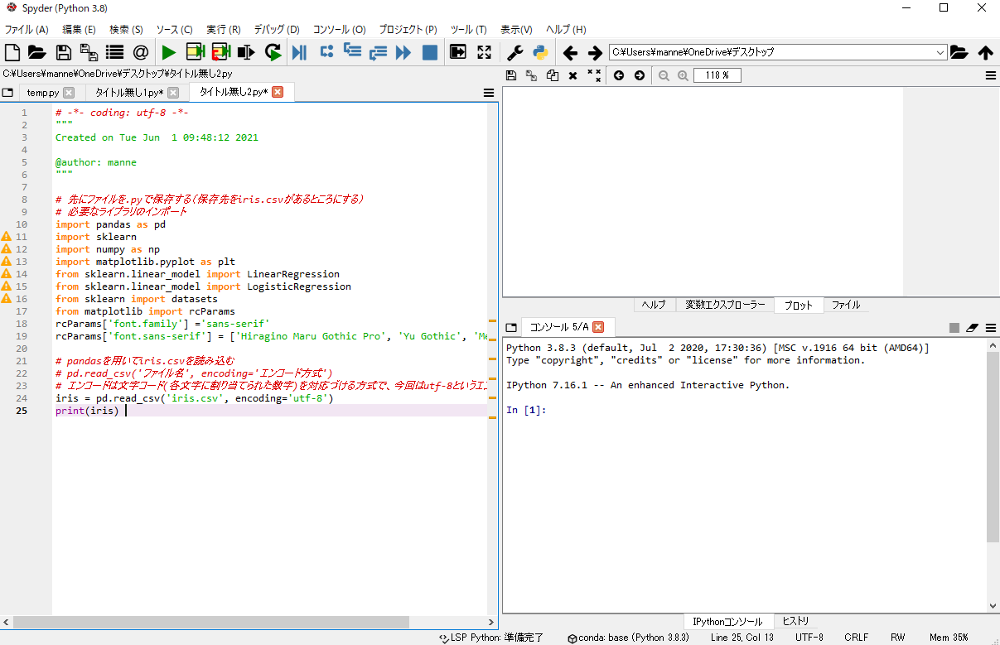 Spyder (Python 3.8)
ファイル (A) 編集 (E) 検索 (S) ソース (C) 実行 (R) デバッグ (D) コンソール (O) プロジェクト (P) ツール (T) 表示(V) ヘルプ (H)
C:¥Users¥manne¥OneDrive¥デスクトップ
C:¥Users¥manne¥OneDrive¥デスクトップ¥タイトル無し2.py
temp.py タイトル無し1.py* タイトル無し2.py*
118 %
1 # -*- coding: utf-8 -*-
2 """
3 Created on Tue Jun  1 09:48:12 2021
4
5 @author: manne
6 """
7
8 # 先にファイルを.pyで保存する(保存先をiris.csvがあるところにする)
9 # 必要なライブラリのインポート
10 import pandas as pd
11 import sklearn
12 import numpy as np
13 import matplotlib.pyplot as plt
14 from sklearn.linear_model import LinearRegression
15 from sklearn.linear_model import LogisticRegression
16 from sklearn import datasets
17 from matplotlib import rcParams
18 rcParams['font.family'] ='sans-serif'
19 rcParams['font.sans-serif'] = ['Hiragino Maru Gothic Pro', 'Yu Gothic', 'Me
20
21 # pandasを用いてiris.csvを読み込む
22 # pd.read_csv('ファイル名', encoding='エンコード方式')
23 # エンコードは文字コード(各文字に割り当てられた数字)を対応づける方式で、今回はutf-8というエン
24 iris = pd.read_csv('iris.csv', encoding='utf-8')
25 print(iris)
ヘルプ 変数エクスプローラー プロット ファイル
コンソール 5/A
Python 3.8.3 (default, Jul  2 2020, 17:30:36) [MSC v.1916 64 bit (AMD64)]
Type "copyright", "credits" or "license" for more information.
IPython 7.16.1 -- An enhanced Interactive Python.
In [1]:
IPythonコンソール ヒストリ
LSP Python: 準備完了 conda: base (Python 3.8.3) Line 25, Col 13 UTF-8 CRLF RW Mem 35%